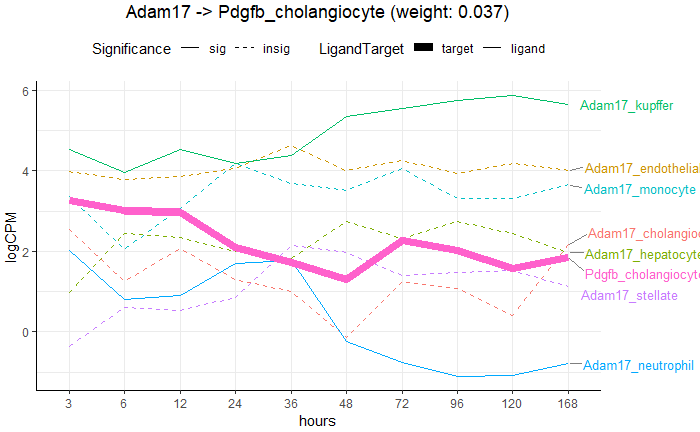 Adam17 -> Pdgfb_cholangiocyte (weight: 0.037)
Significance sig insig LigandTarget target ligand
logCPM
6
4
2
0
Adam17_kupffer
Adam17_endothelial
Adam17_monocyte
Adam17_cholangioc
Adam17_hepatocyte
Pdgfb_cholangiocyte
Adam17_stellate
Adam17_neutrophil
3 6 12 24 36 48 72 96 120 168
hours